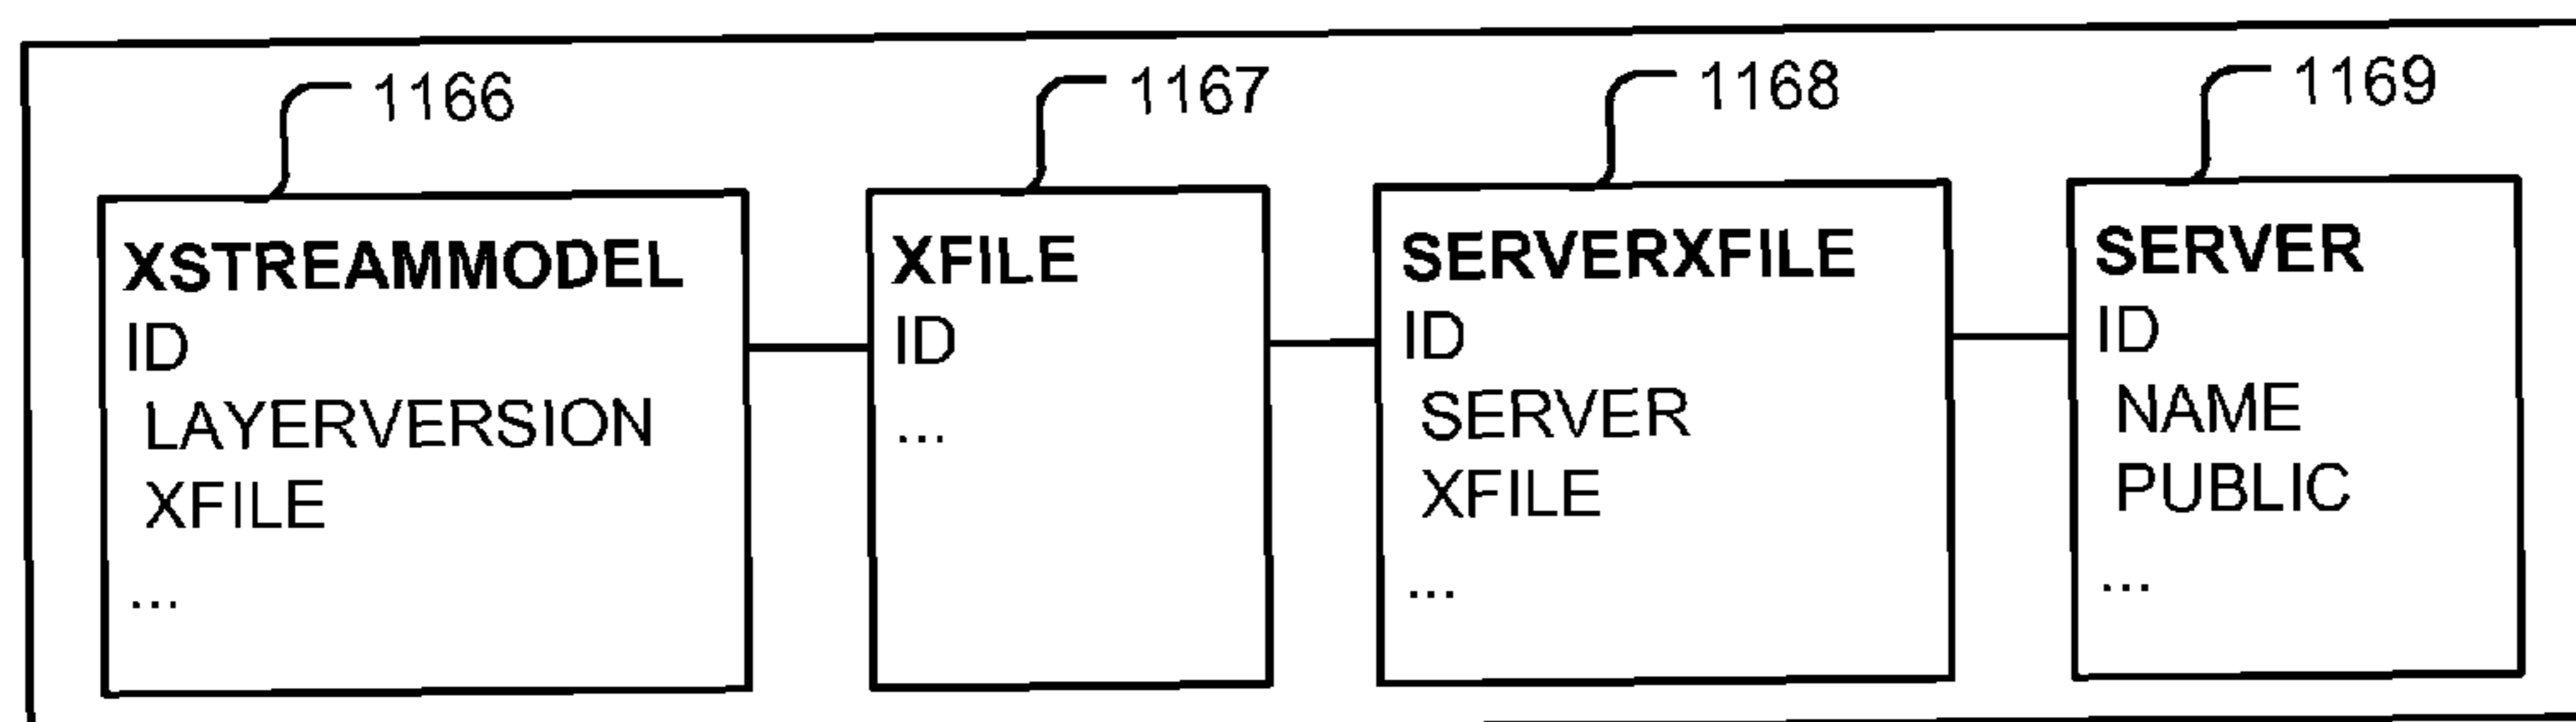 1166
1167
1168
1169
XSTREAMMODEL
ID
LAYERVERSION
XFILE
...
XFILE
ID
...
SERVERXFILE
ID
SERVER
XFILE
...
SERVER
ID
NAME
PUBLIC
...